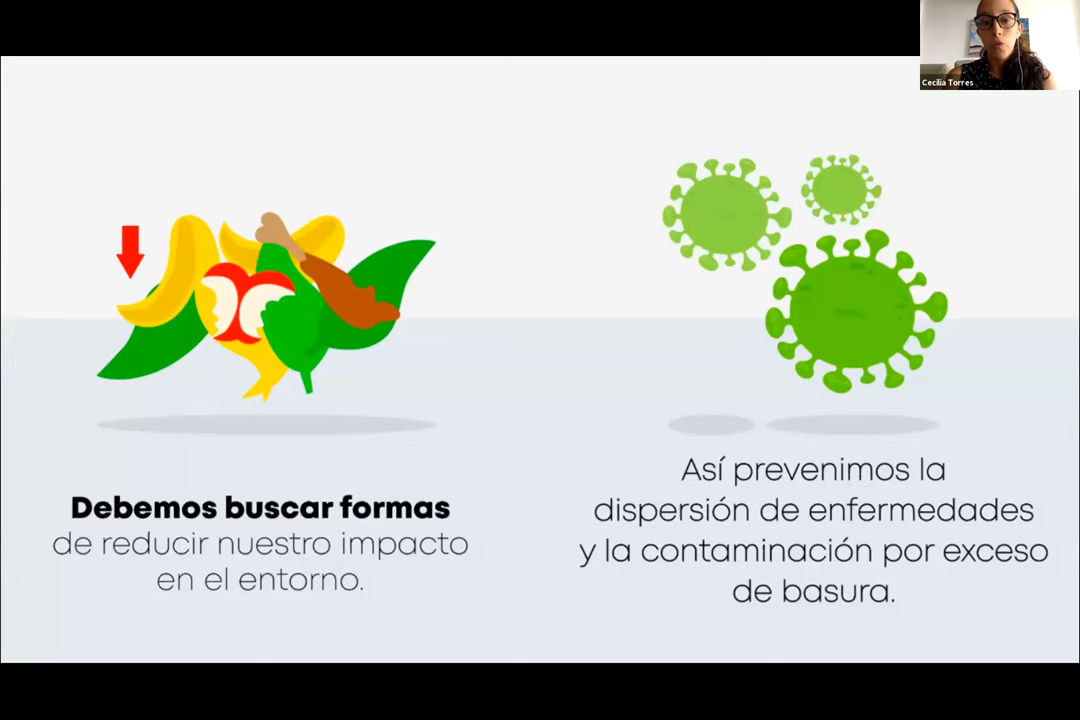 Cecilia Torres
Debemos buscar formas
de reducir nuestro impacto
en el entorno.
Así prevenimos la
dispersión de enfermedades
y la contaminación por exceso
de basura.